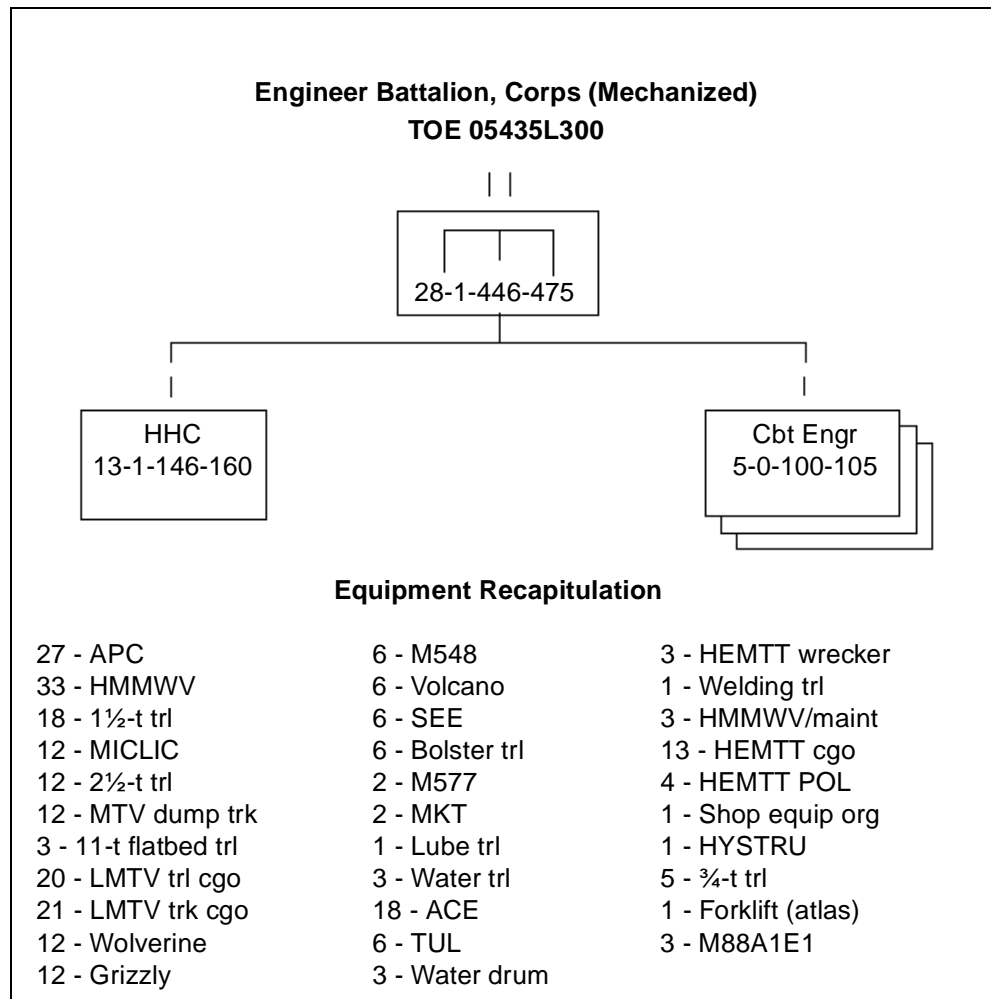 Engineer Battalion, Corps (Mechanized)
TOE 05435L300
28-1-446-475
HHC
13-1-146-160
Cbt Engr
5-0-100-105
Equipment Recapitulation
27 - APC
33 - HMMWV
18 - 1½-t trl
12 - MICLIC
12 - 2½-t trl
12 - MTV dump trk
3 - 11-t flatbed trl
20 - LMTV trl cgo
21 - LMTV trk cgo
12 - Wolverine
12 - Grizzly
6 - M548
6 - Volcano
6 - SEE
6 - Bolster trl
2 - M577
2 - MKT
1 - Lube trl
3 - Water trl
18 - ACE
6 - TUL
3 - Water drum
3 - HEMTT wrecker
1 - Welding trl
3 - HMMWV/maint
13 - HEMTT cgo
4 - HEMTT POL
1 - Shop equip org
1 - HYSTRU
5 - ¾-t trl
1 - Forklift (atlas)
3 - M88A1E1